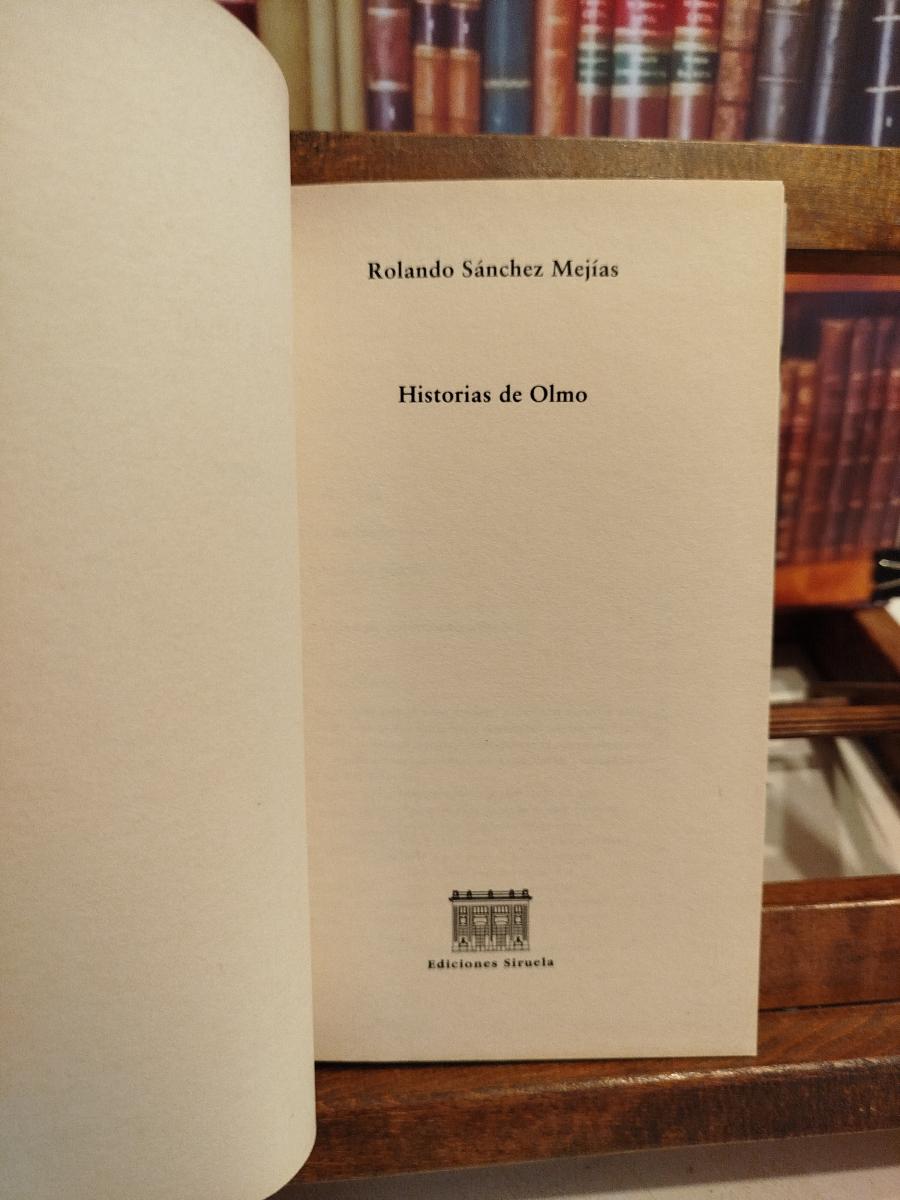 Rolando Sánchez Mejías
Historias de Olmo
Ediciones Siruela